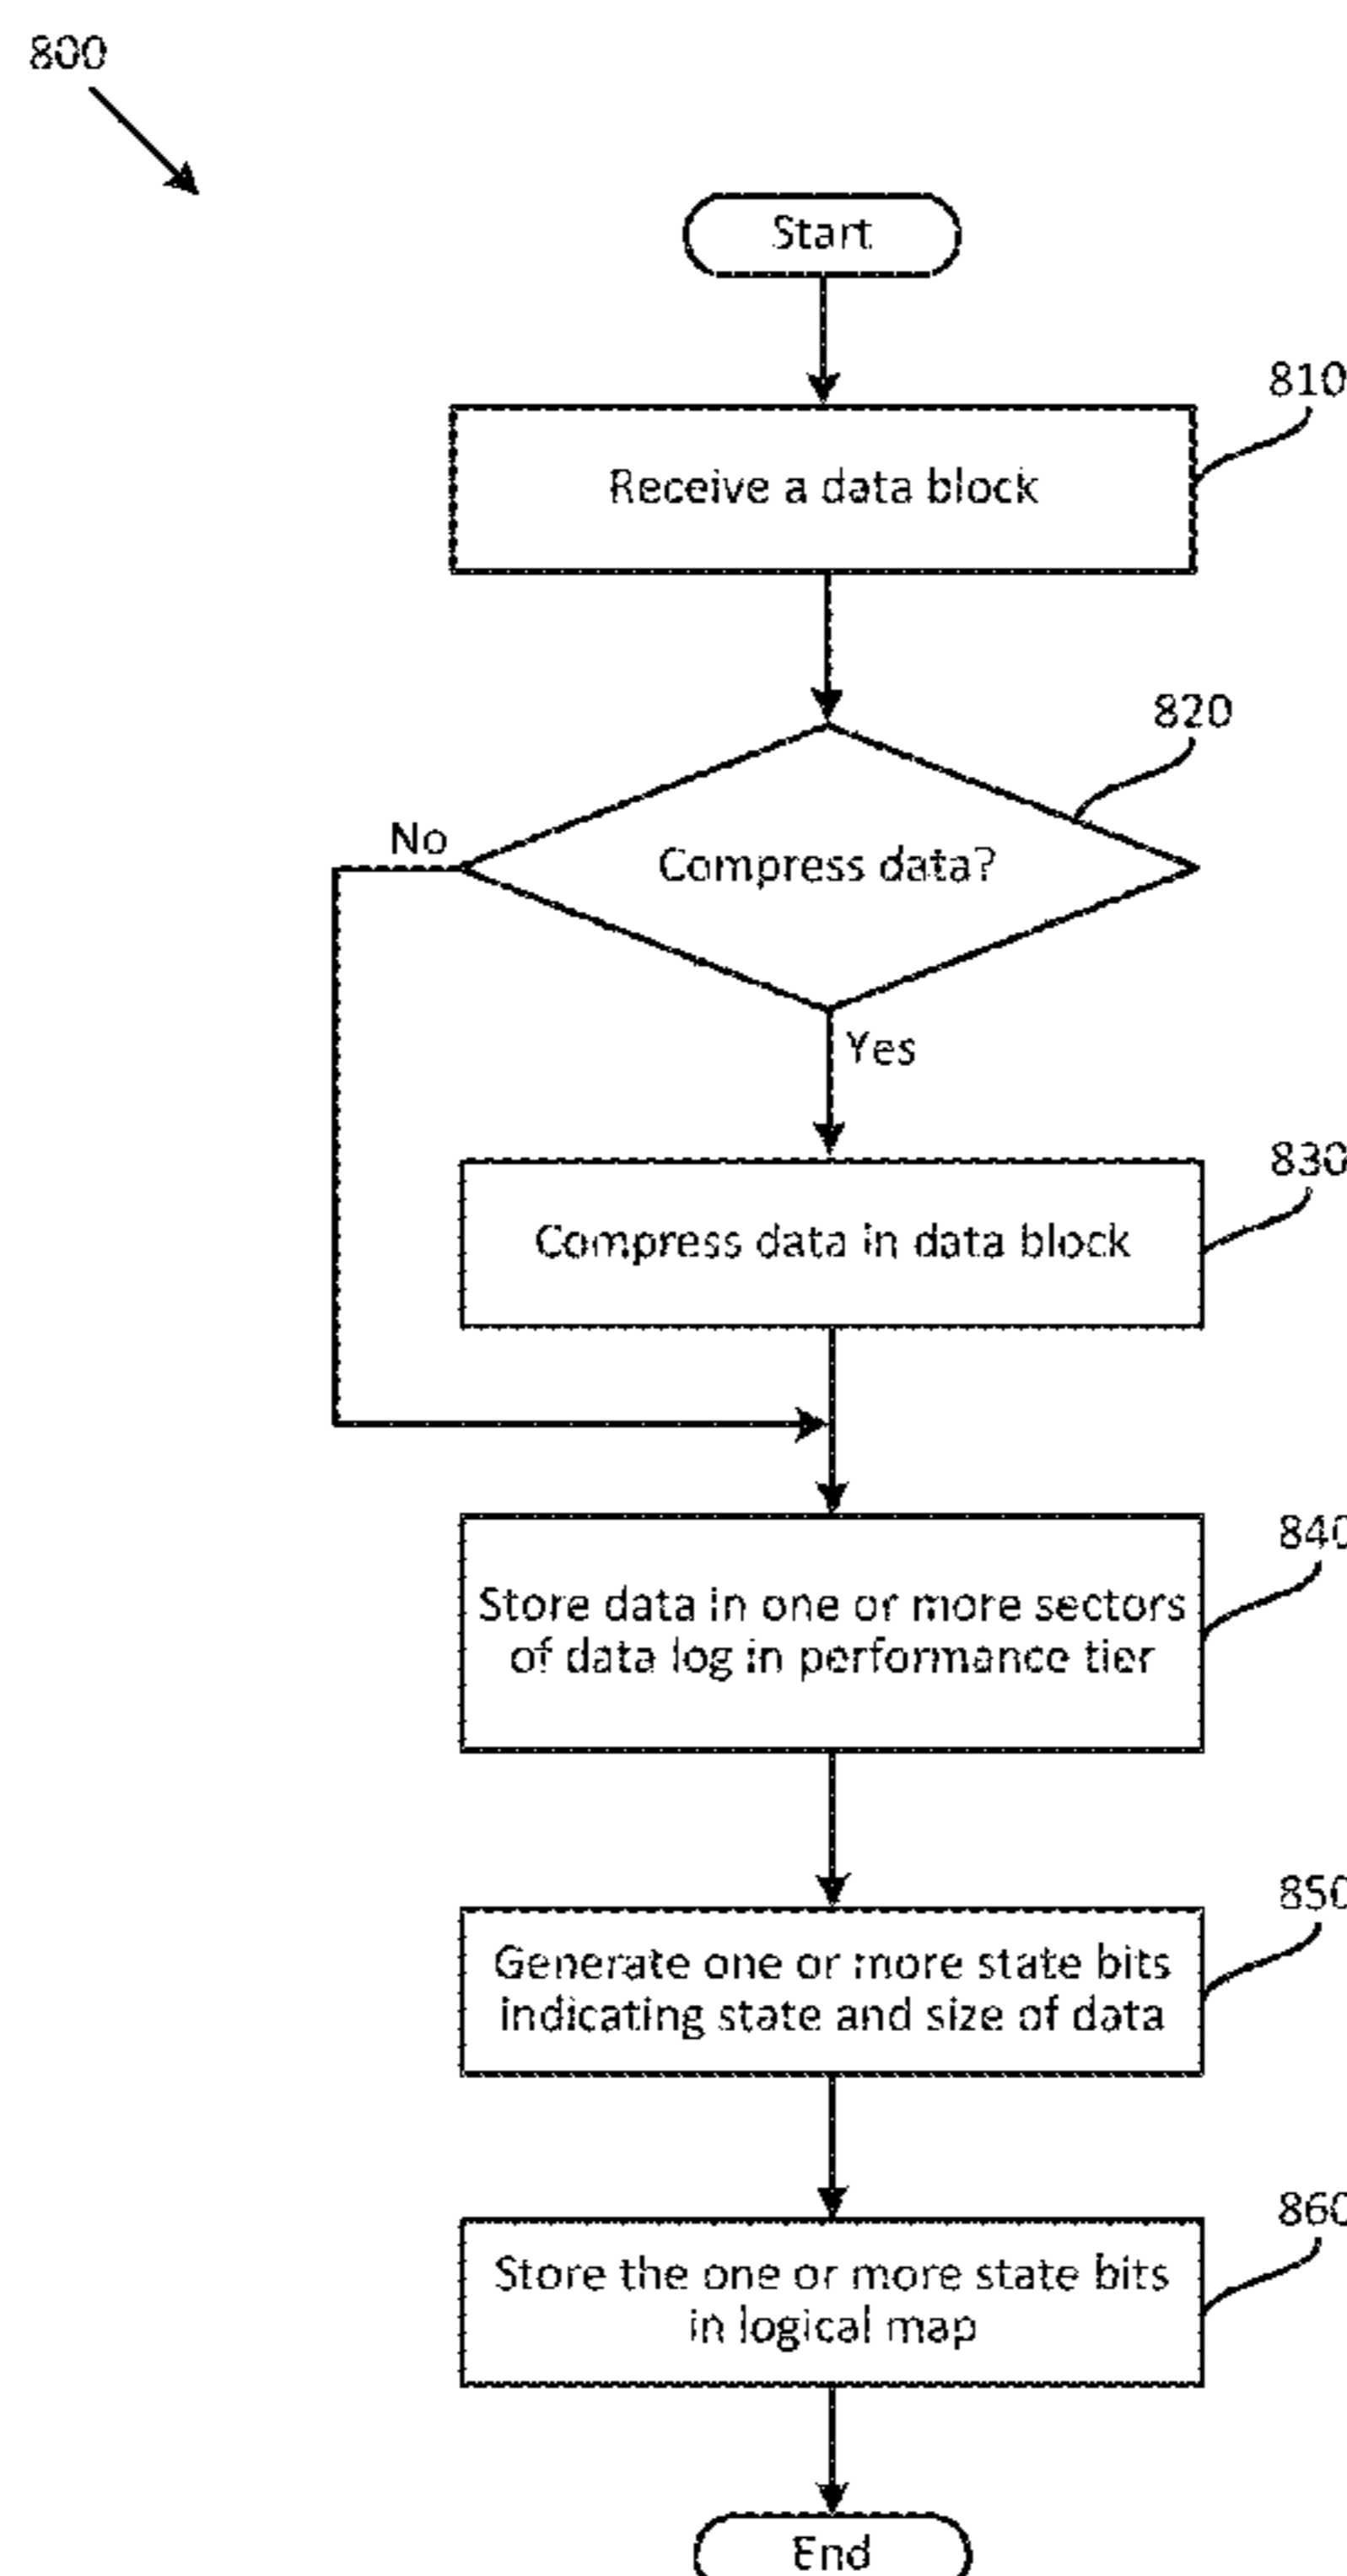 800
Start
810
Receive a data block
820
No
Compress data?
Yes
830
Compress data in data block
840
Store data in one or more sectors
of data log in performance tier
850
Generate one or more state bits
indicating state and size of data
860
Store the one or more state bits
in logical map
End